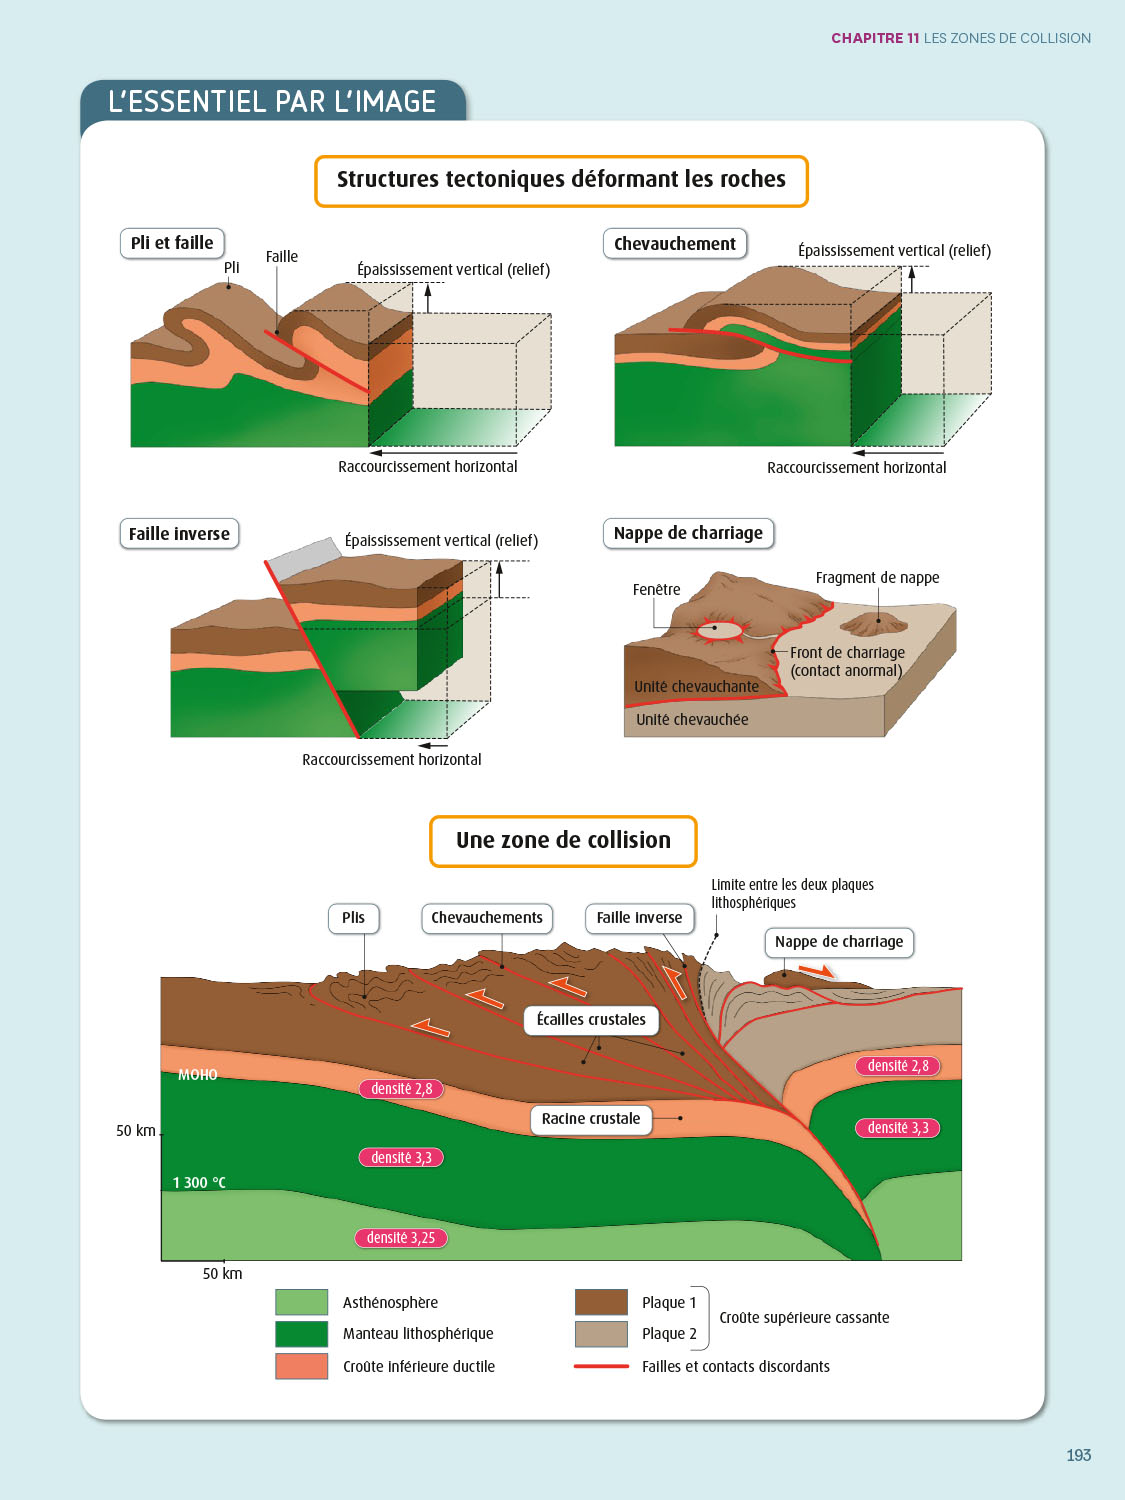 CHAPITRE 11 LES ZONES DE COLLISION
L'ESSENTIEL PAR L'IMAGE
Structures tectoniques déformant les roches
Pli et faille
Pli
Faille
Épaississement vertical (relief)
Raccourcissement horizontal
Chevauchement
Épaississement vertical (relief)
Raccourcissement horizontal
Faille inverse
Épaississement vertical (relief)
Raccourcissement horizontal
Nappe de charriage
Fenêtre
Fragment de nappe
Front de charriage
(contact anormal)
Unité chevauchante
Unité chevauchée
Une zone de collision
Limite entre les deux plaques
lithosphériques
Plis
Chevauchements
Faille inverse
Nappe de charriage
Écailles crustales
MOHO
densité 2,8
densité 2,8
Racine crustale
50 km
densité 3,3
densité 3,3
1 300 °C
densité 3,25
50 km
Asthénosphère
Manteau lithosphérique
Croûte inférieure ductile
Plaque 1
Plaque 2
Croûte supérieure cassante
Failles et contacts discordants
193